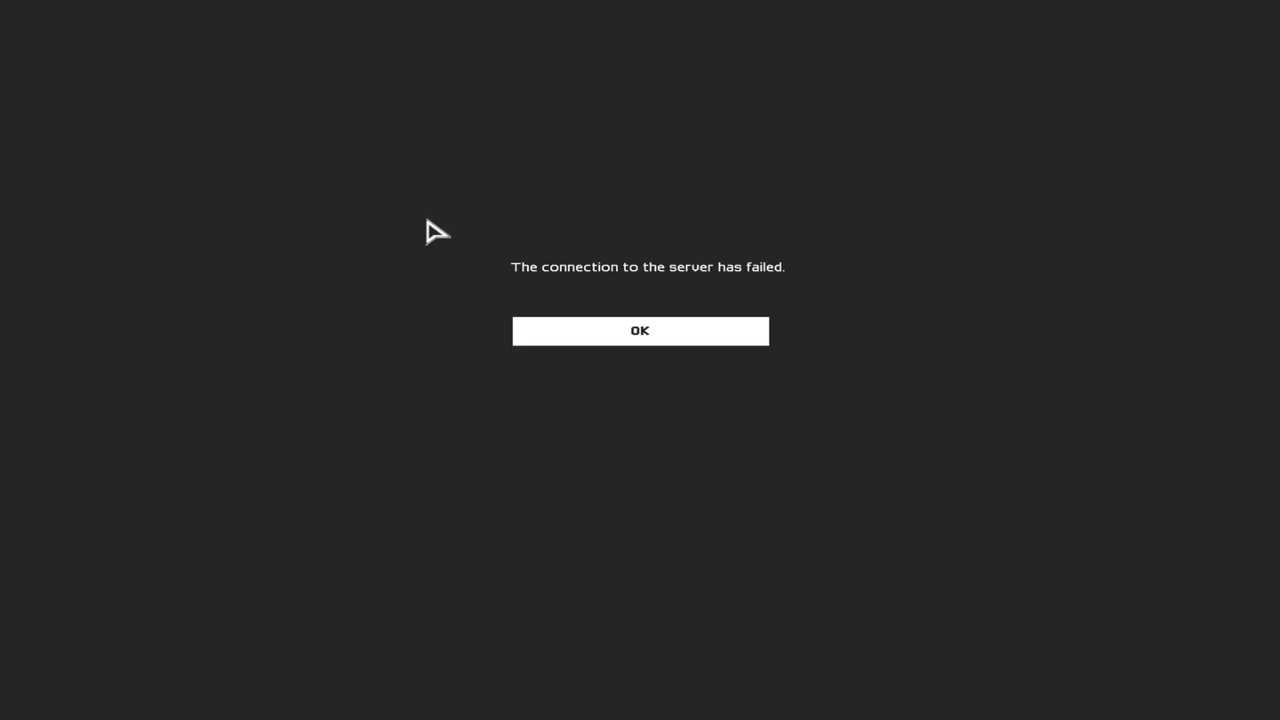 The connection to the server has failed.
OK